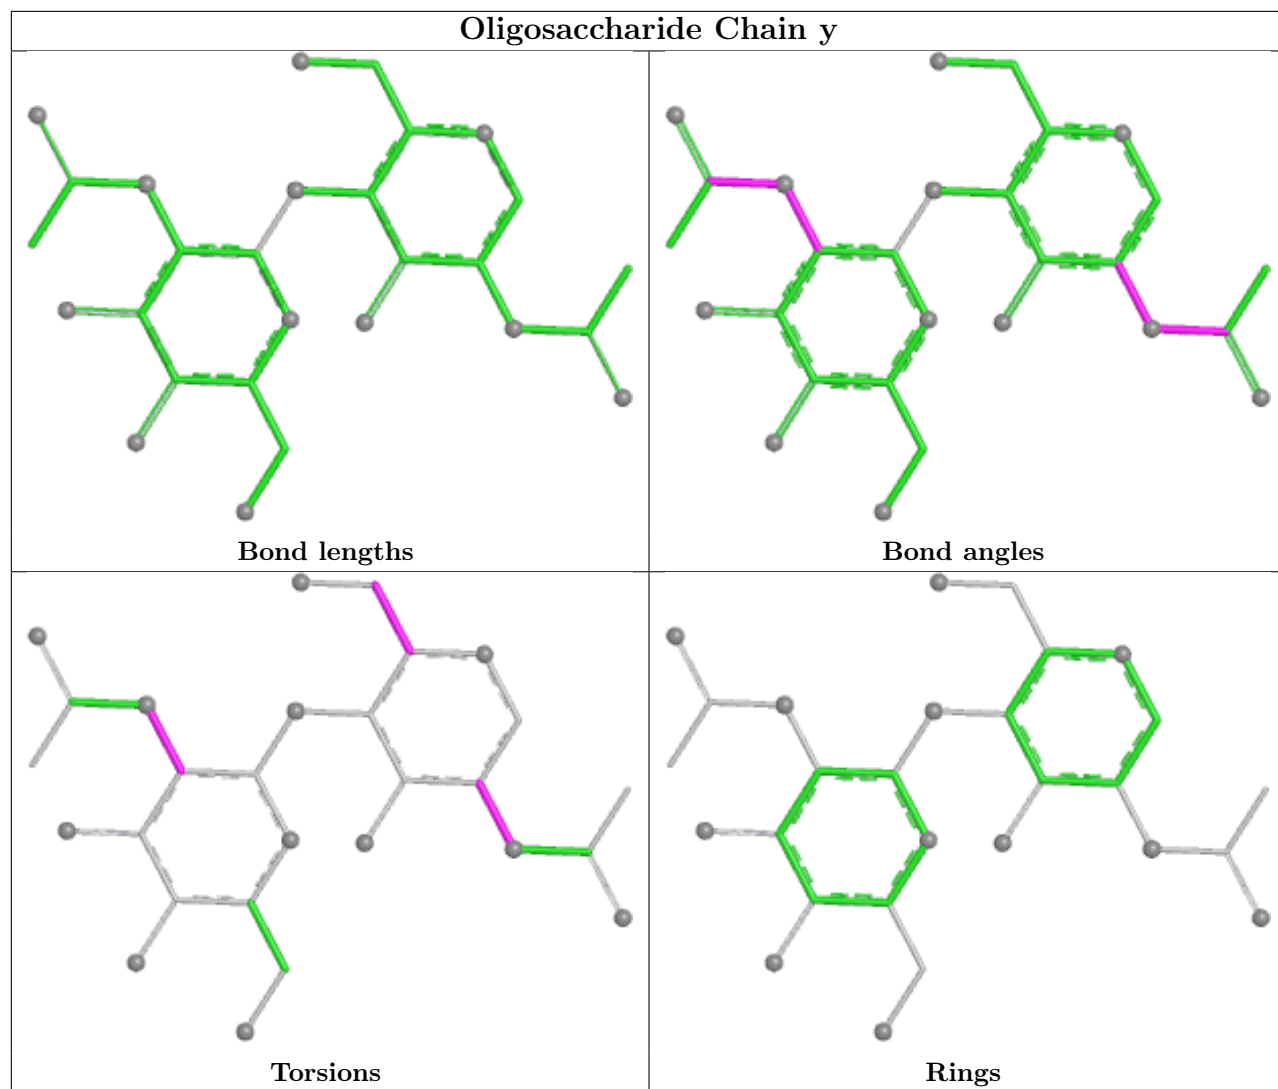 Oligosaccharide Chain y
Bond lengths
Bond angles
Torsions
Rings